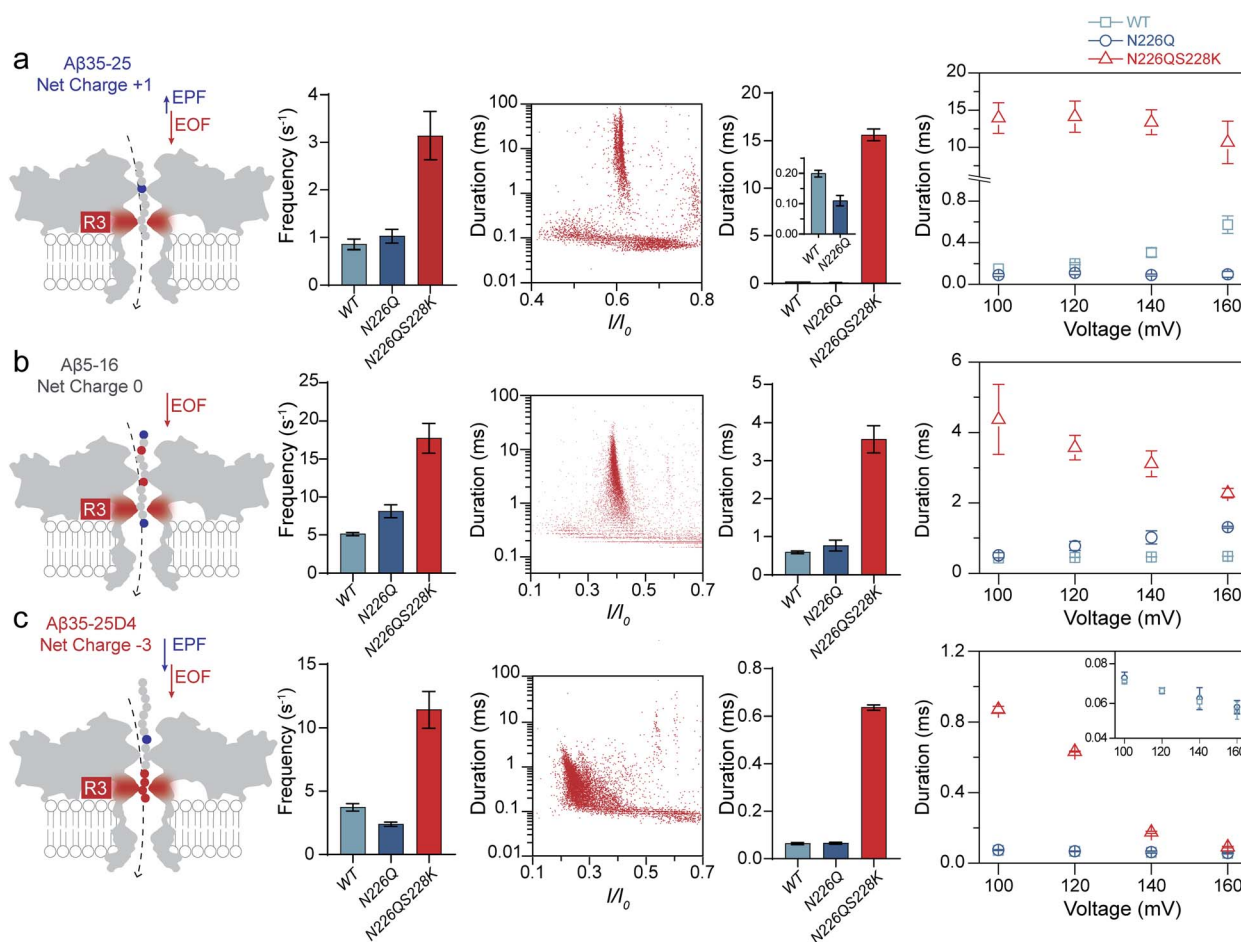 WT
N226Q
N226QS228K
a
Aβ35-25
Net Charge +1
EPF
EOF
R3
Frequency (s⁻¹)
4
3
2
1
0
WT
N226Q
N226QS228K
Duration (ms)
100
10
1
0.1
0.01
0.4
0.6
0.8
I/I₀
Duration (ms)
20
15
10
5
0
0.20
0.10
0.00
WT
N226Q
WT
N226Q
N226QS228K
Duration (ms)
20
15
10
0.8
0.4
0.0
100
120
140
160
Voltage (mV)
b
Aβ5-16
Net Charge 0
EOF
R3
Frequency (s⁻¹)
25
20
15
10
5
0
WT
N226Q
N226QS228K
Duration (ms)
100
10
1
0.1
0.1
0.3
0.5
0.7
I/I₀
Duration (ms)
5
4
3
2
1
0
WT
N226Q
N226QS228K
Duration (ms)
6
4
2
0
100
120
140
160
Voltage (mV)
c
Aβ35-25D4
Net Charge -3
EPF
EOF
R3
Frequency (s⁻¹)
15
10
5
0
WT
N226Q
N226QS228K
Duration (ms)
100
10
1
0.1
0.01
0.1
0.3
0.5
0.7
I/I₀
Duration (ms)
0.8
0.6
0.4
0.2
0.0
WT
N226Q
N226QS228K
Duration (ms)
1.2
0.8
0.4
0.0
0.08
0.06
0.04
100
120
140
160
100
120
140
160
Voltage (mV)